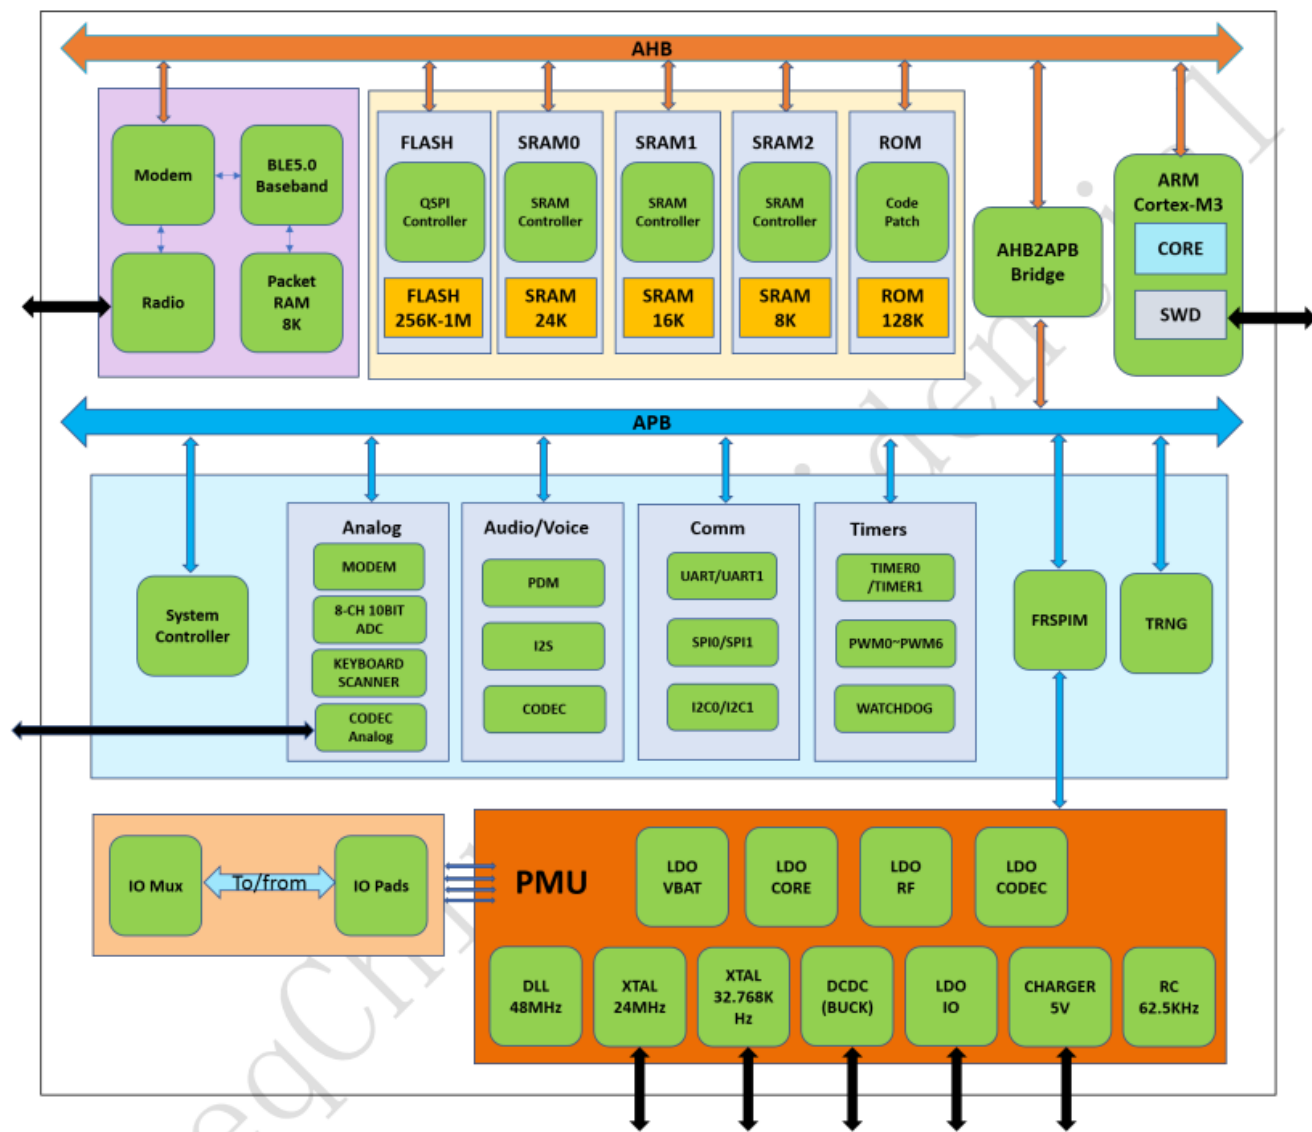 AHB
Modem
BLE5.0
Baseband
Radio
Packet
RAM
8K
FLASH
QSPI
Controller
FLASH
256K-1M
SRAM0
SRAM
Controller
SRAM
24K
SRAM1
SRAM
Controller
SRAM
16K
SRAM2
SRAM
Controller
SRAM
8K
ROM
Code
Patch
ROM
128K
AHB2APB
Bridge
ARM
Cortex-M3
CORE
SWD
APB
System
Controller
Analog
MODEM
8-CH 10BIT
ADC
KEYBOARD
SCANNER
CODEC
Analog
Audio/Voice
PDM
I2S
CODEC
Comm
UART/UART1
SPI0/SPI1
I2C0/I2C1
Timers
TIMER0
/TIMER1
PWM0~PWM6
WATCHDOG
FRSPIM
TRNG
IO Mux
To/from
IO Pads
PMU
LDO
VBAT
LDO
CORE
LDO
RF
LDO
CODEC
DLL
48MHz
XTAL
24MHz
XTAL
32.768K
Hz
DCDC
(BUCK)
LDO
IO
CHARGER
5V
RC
62.5KHz